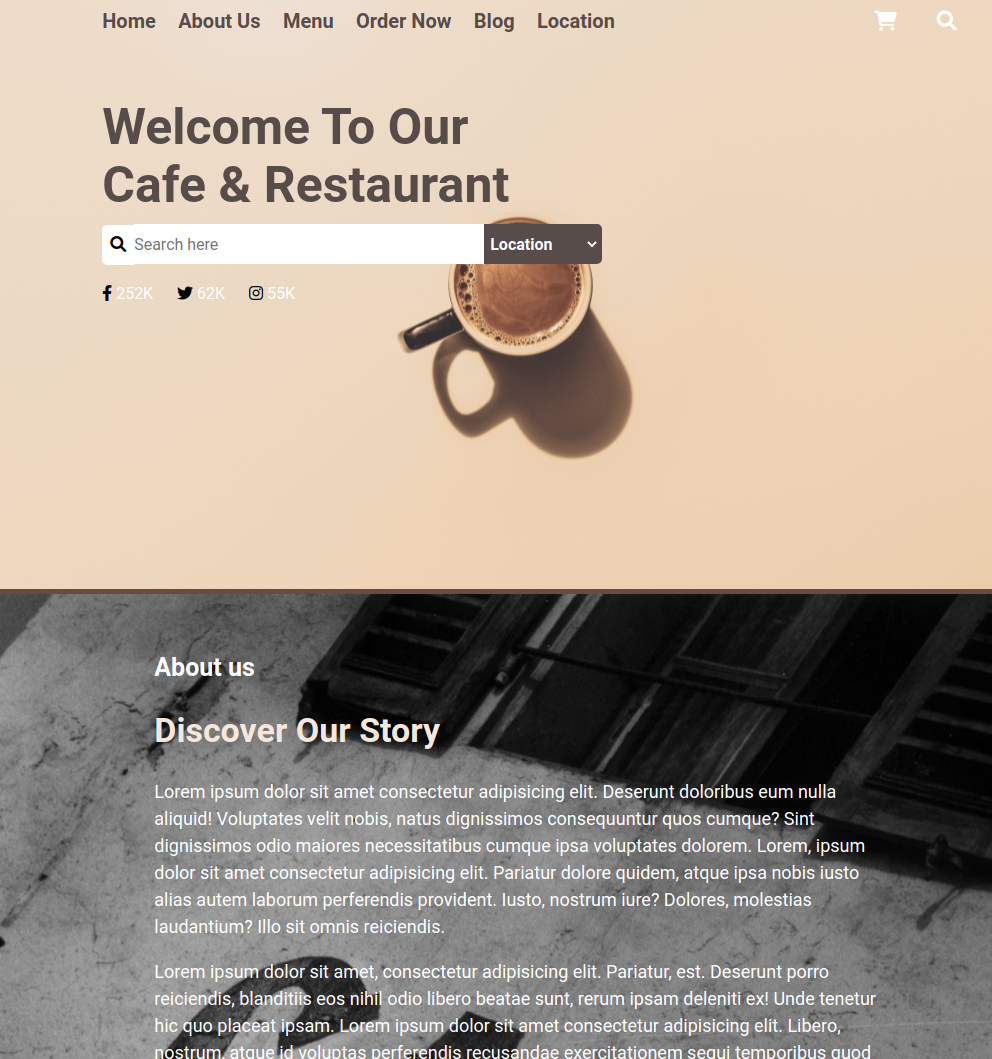 Home About Us Menu Order Now Blog Location
Welcome To Our
Cafe & Restaurant
Search here
Location
252K 62K 55K
About us
Discover Our Story
Lorem ipsum dolor sit amet consectetur adipisicing elit. Deserunt doloribus eum nulla
aliquid! Voluptates velit nobis, natus dignissimos consequuntur quos cumque? Sint
dignissimos odio maiores necessitatibus cumque ipsa voluptates dolorem. Lorem, ipsum
dolor sit amet consectetur adipisicing elit. Pariatur dolore quidem, atque ipsa nobis iusto
alias autem laborum perferendis provident. Iusto, nostrum iure? Dolores, molestias
laudantium? Illo sit omnis reiciendis.
Lorem ipsum dolor sit amet, consectetur adipisicing elit. Pariatur, est. Deserunt porro
reiciendis, blanditiis eos nihil odio libero beatae sunt, rerum ipsam deleniti ex! Unde tenetur
hic quo placeat ipsam. Lorem ipsum dolor sit amet consectetur adipisicing elit. Libero,
nostrum, atque id voluptas perferendis recusandae exercitationem sequi temporibus quod